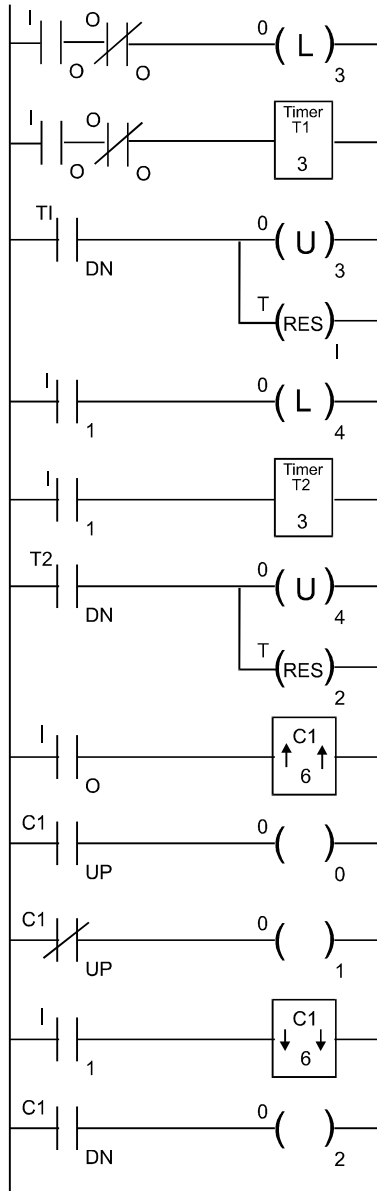 I O 0 L
O O 3
I O Timer
T1
O O 3
TI 0 U
DN 3
T RES
I
I 0 L
1 4
I Timer
T2
1 3
T2 0 U
DN 4
T RES
2
I C1
O 6
C1 0
UP 0
C1 0
UP 1
I C1
1 6
C1 0
DN 2